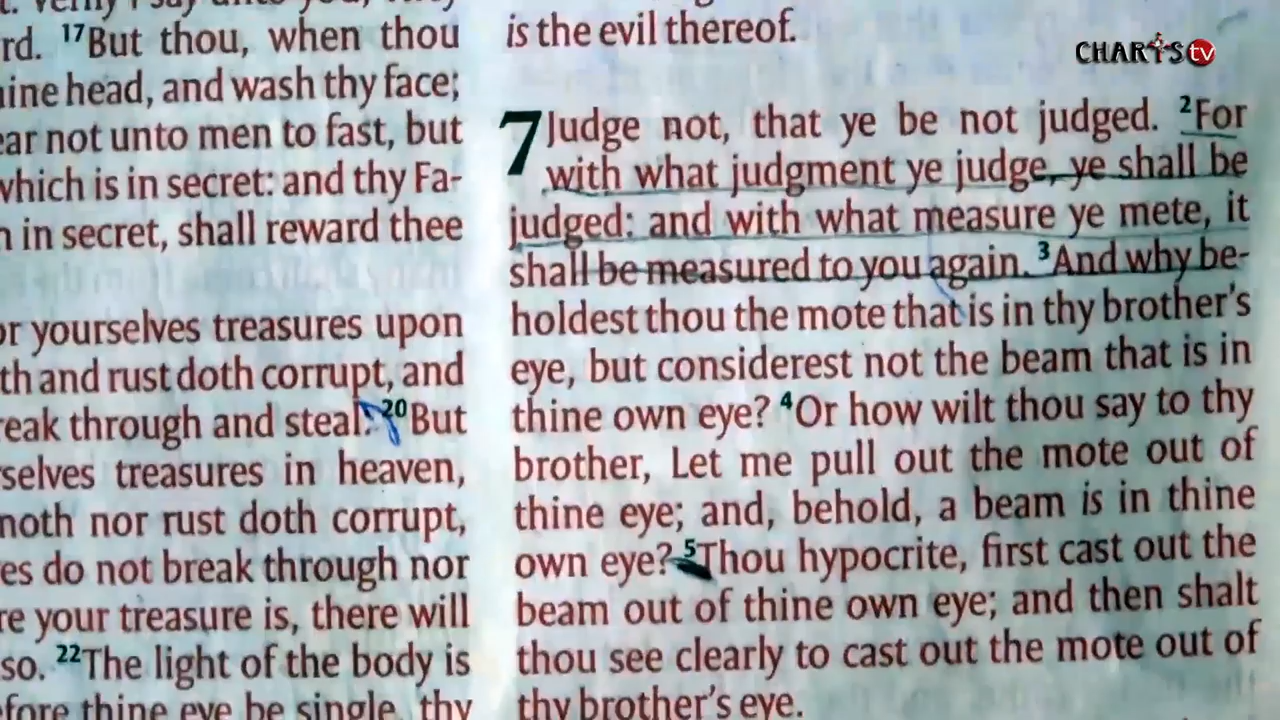 rd. 17But thou, when thou
ine head, and wash thy face;
ear not unto men to fast, but
which is in secret: and thy Fa-
in secret, shall reward thee
or yourselves treasures upon
th and rust doth corrupt, and
reak through and steal: 20But
selves treasures in heaven,
moth nor rust doth corrupt,
es do not break through nor
re your treasure is, there will
so. 22The light of the body is
efore thine eye be single, thy
is the evil thereof.
7 Judge not, that ye be not judged. 2For
with what judgment ye judge, ye shall be
judged: and with what measure ye mete, it
shall be measured to you again. 3And why be-
holdest thou the mote that is in thy brother's
eye, but considerest not the beam that is in
thine own eye? 4Or how wilt thou say to thy
brother, Let me pull out the mote out of
thine eye; and, behold, a beam is in thine
own eye? 5Thou hypocrite, first cast out the
beam out of thine own eye; and then shalt
thou see clearly to cast out the mote out of
thy brother's eye.
CHARIS tv